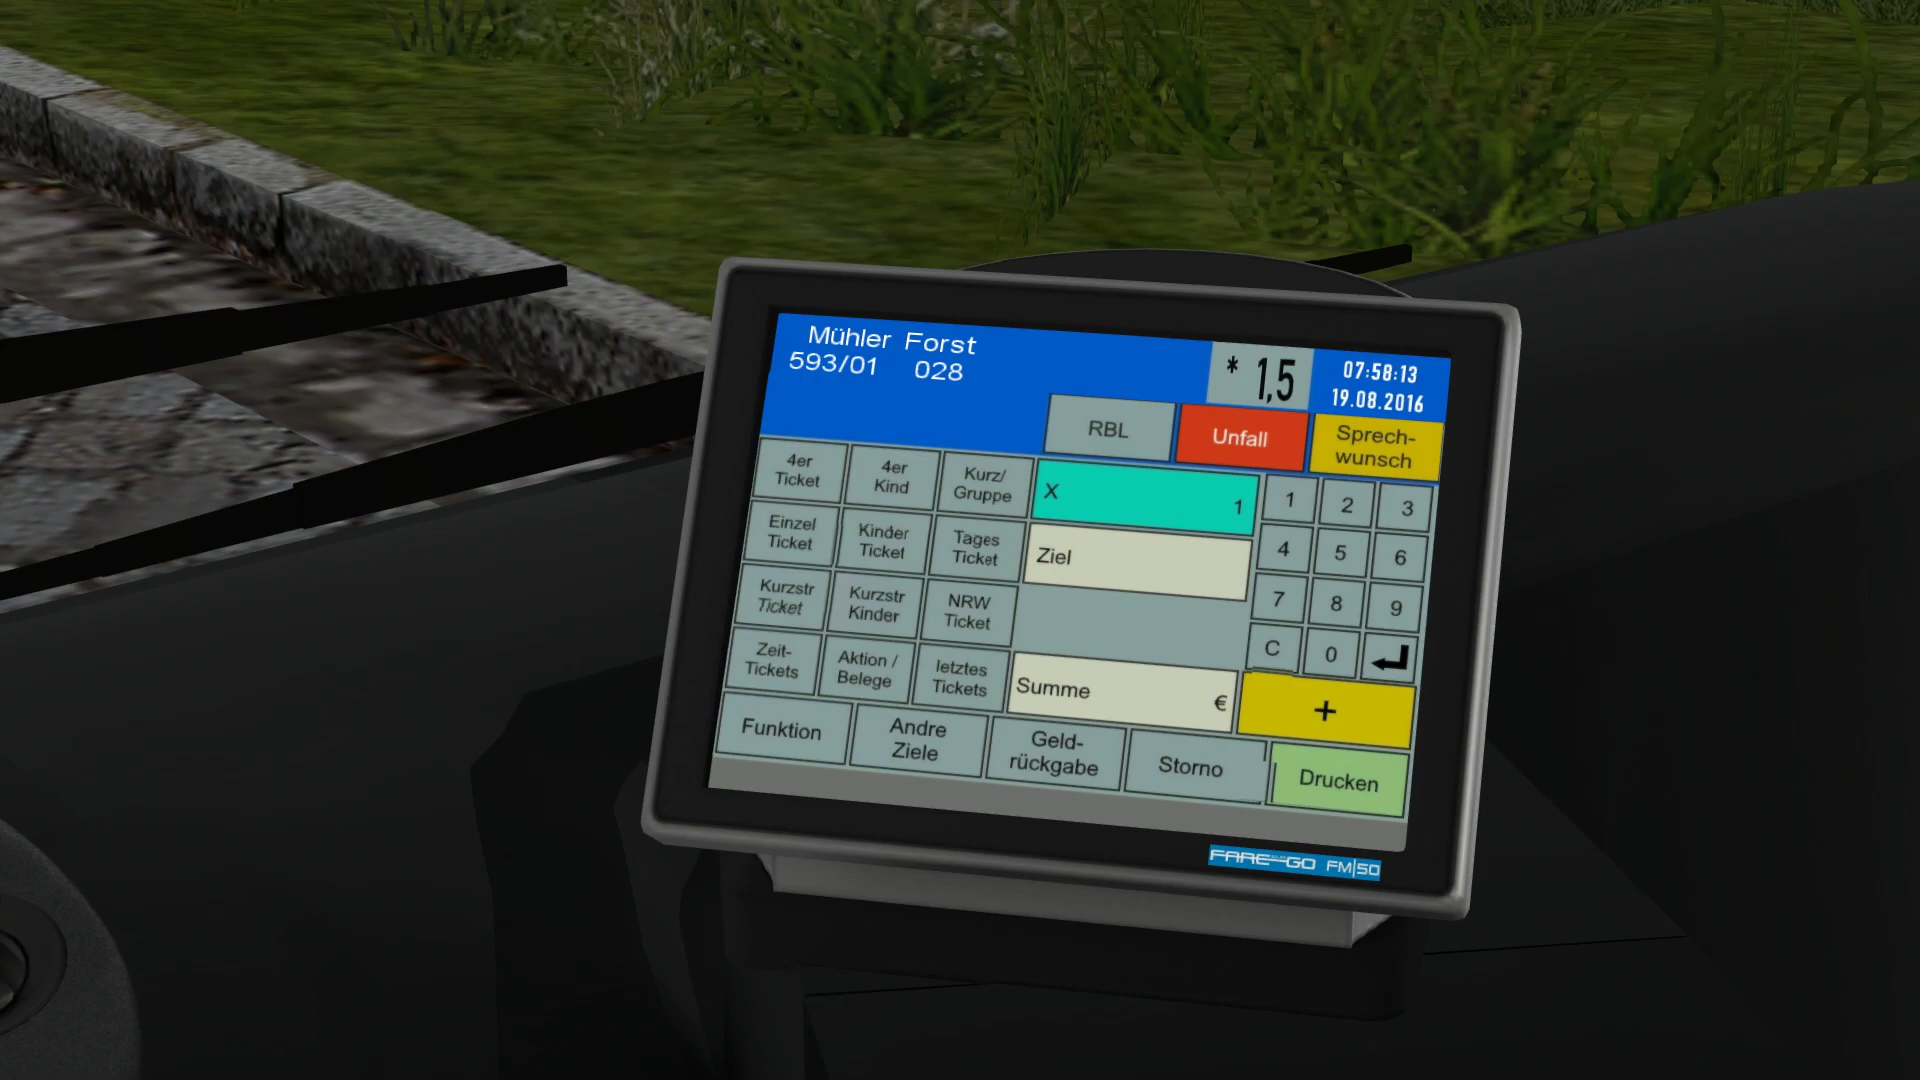 Mühler Forst
593/01 028
* 1,5
07:58:13
19.08.2016
RBL
Unfall
Sprech-
wunsch
4er
Ticket
4er
Kind
Kurz/
Gruppe
X 1
1 2 3
Einzel
Ticket
Kinder
Ticket
Tages
Ticket
Ziel
4 5 6
Kurzstr
Ticket
Kurzstr
Kinder
NRW
Ticket
7 8 9
Zeit-
Tickets
Aktion /
Belege
letztes
Tickets
Summe €
C 0
+
Funktion
Andre
Ziele
Geld-
rückgabe
Storno
Drucken
FARE GO FM|50